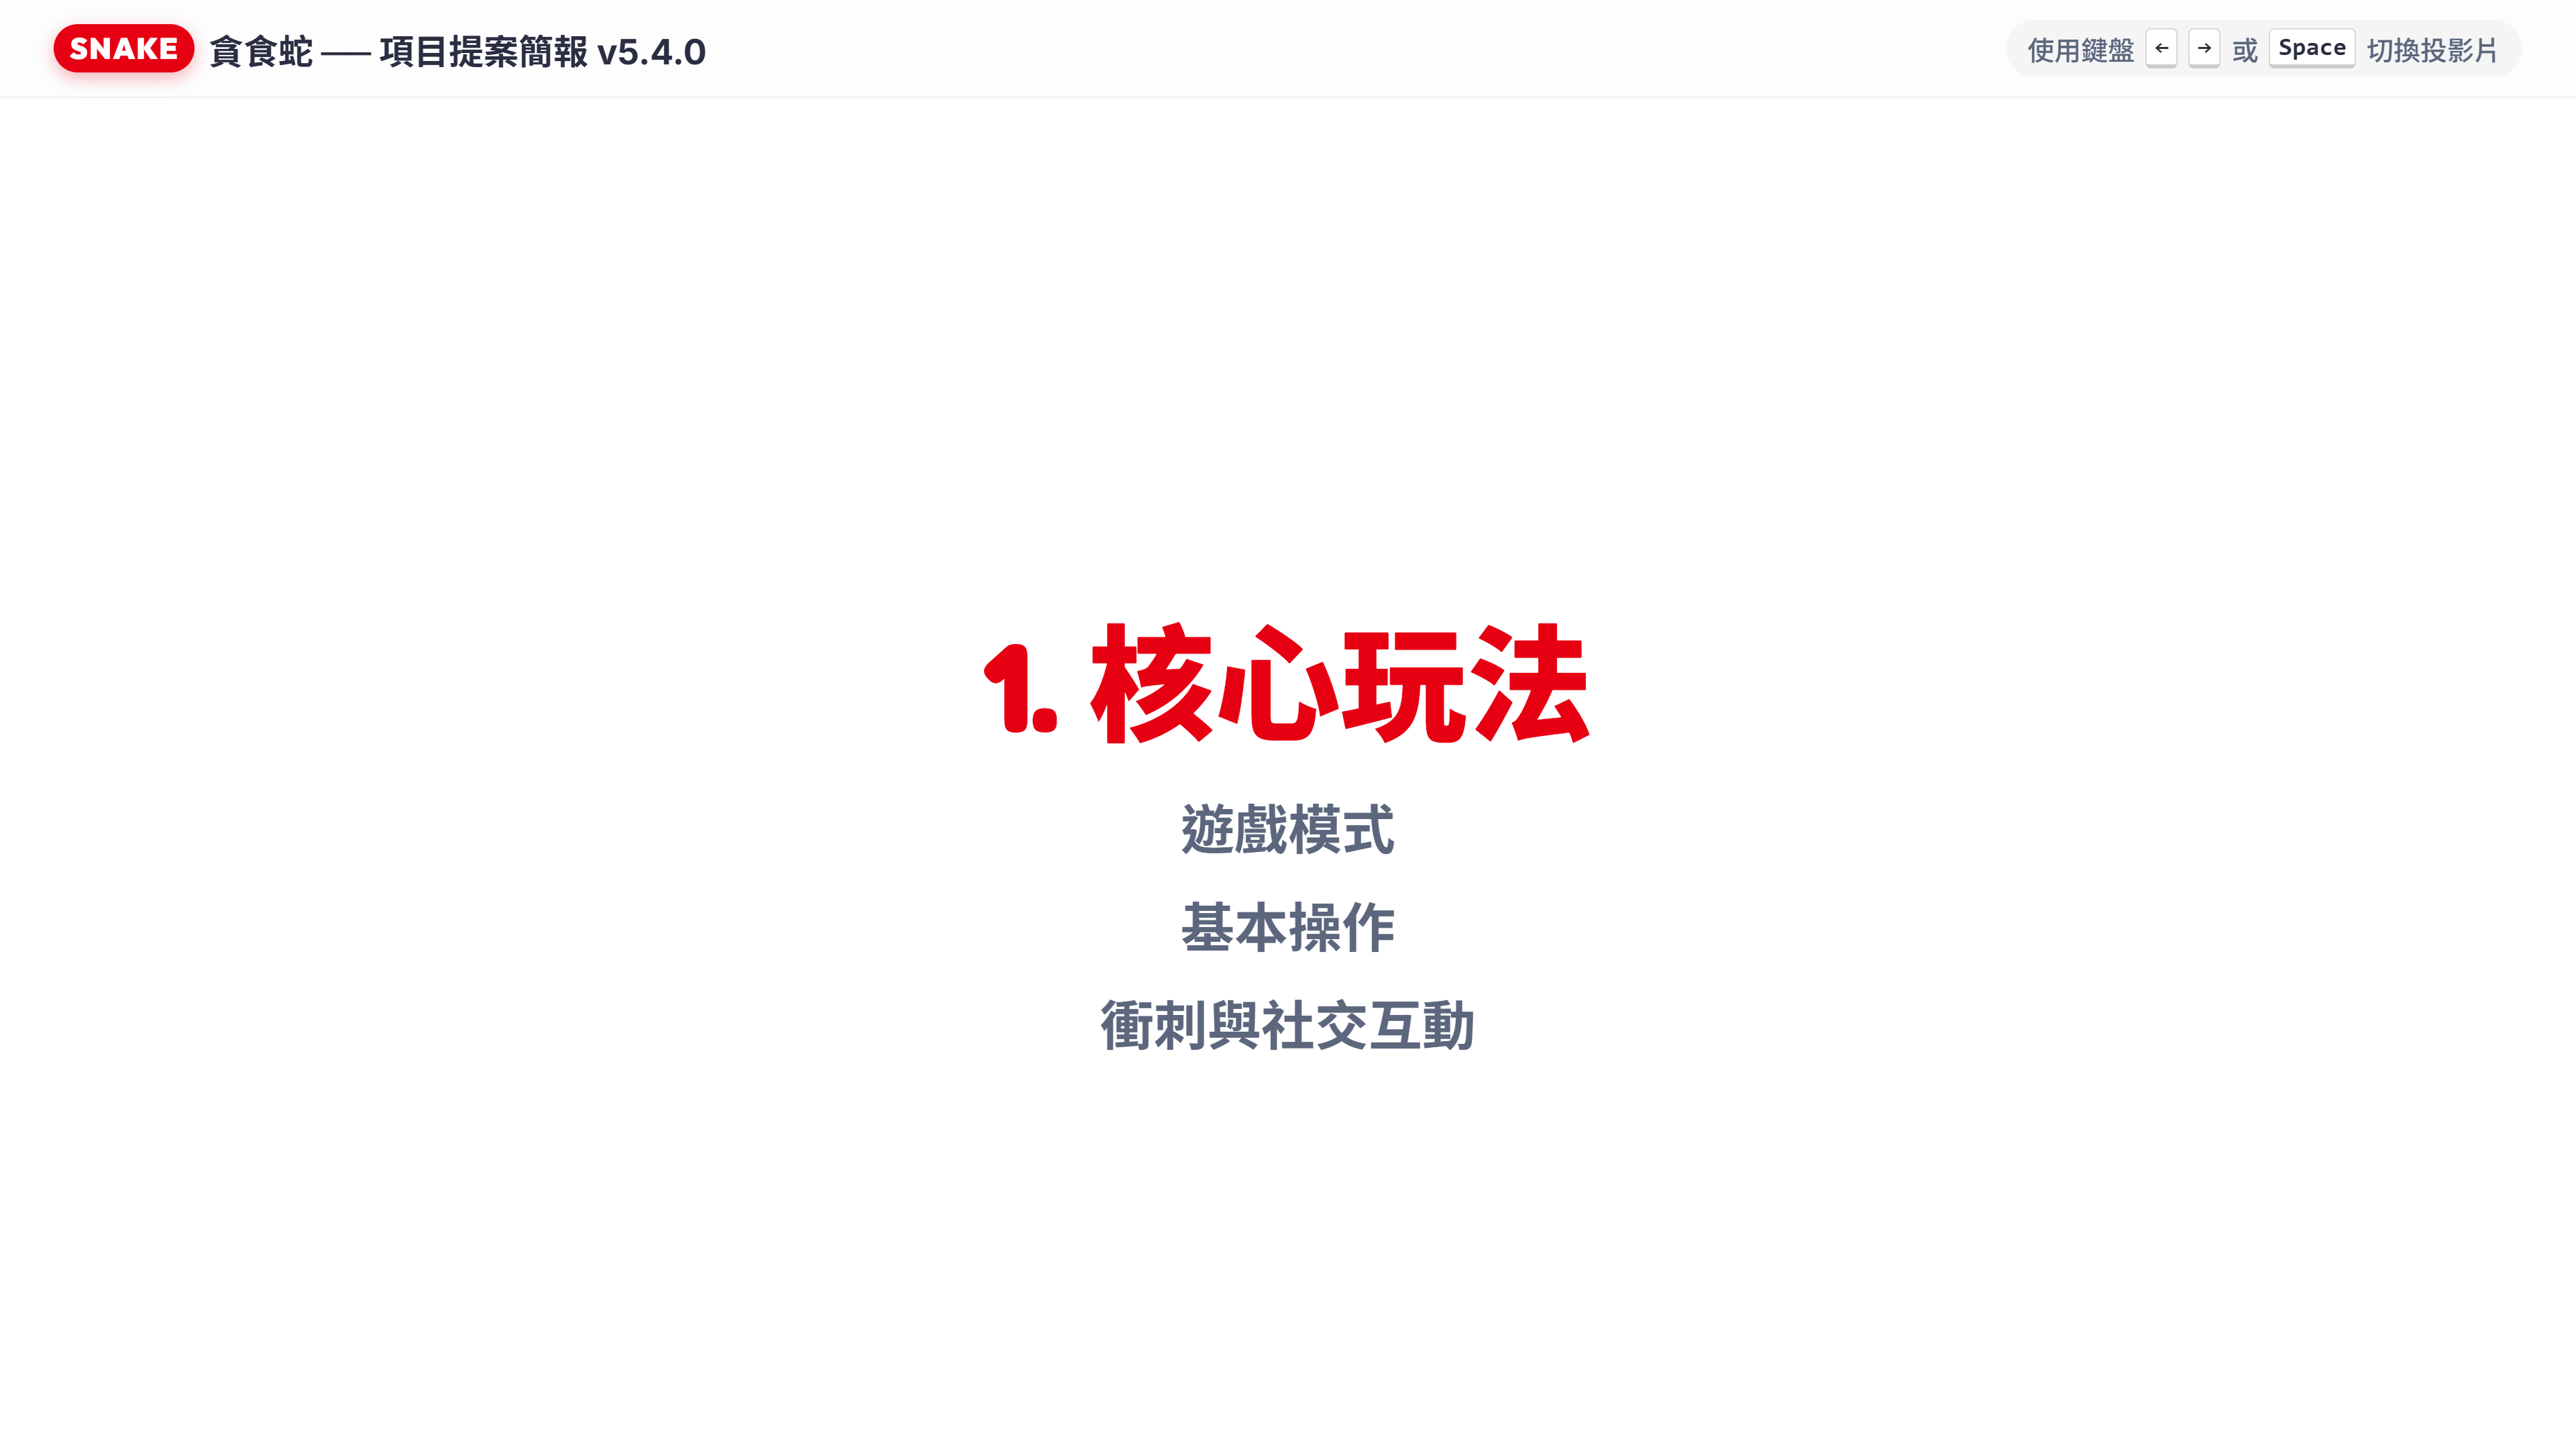 SNAKE 貪食蛇 —— 項目提案簡報 v5.4.0
使用鍵盤 ← → 或 Space 切換投影片
1. 核心玩法
遊戲模式
基本操作
衝刺與社交互動